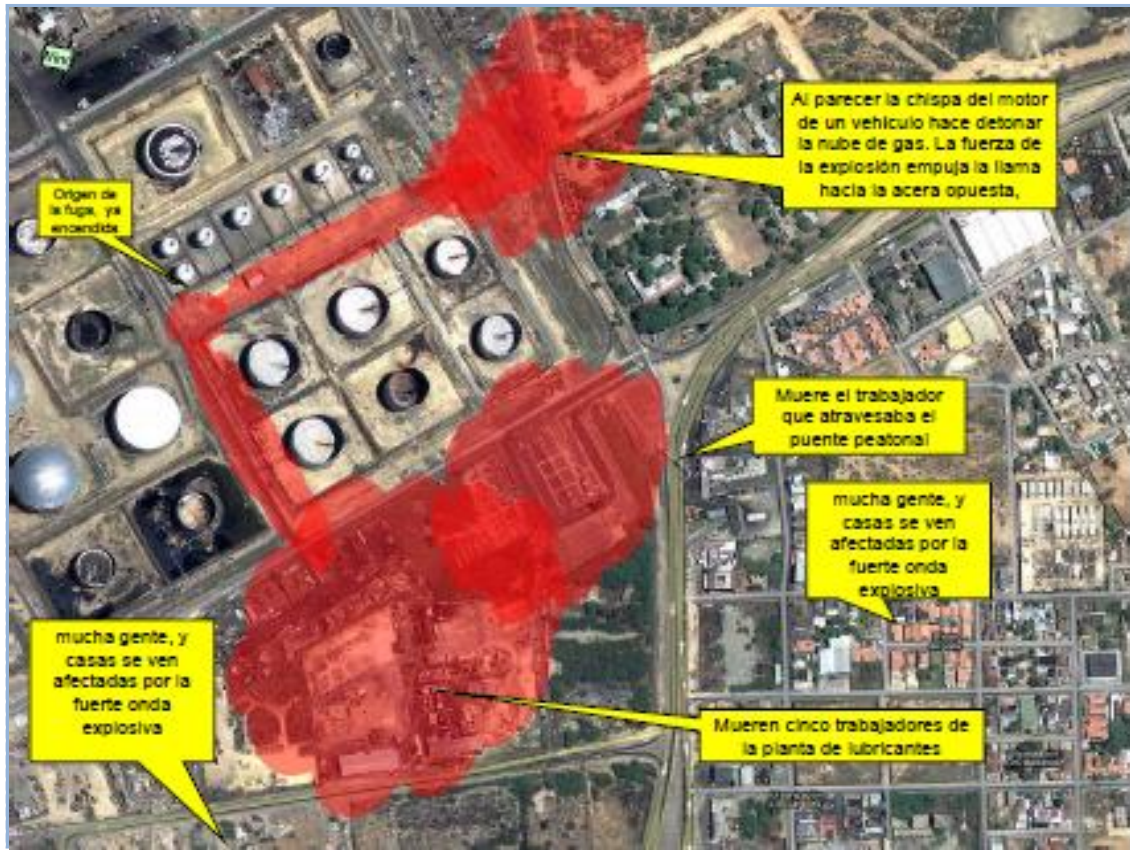 Al parecer la chispa del motor
de un vehículo hace detonar
la nube de gas. La fuerza de
la explosión empuja la llama
hacia la acera opuesta,
Origen de
la fuga, ya
encendida
Muere el trabajador
que atravesaba el
puente peatonal
mucha gente, y
casas se ven
afectadas por la
fuerte onda
explosiva
mucha gente, y
casas se ven
afectadas por la
fuerte onda
explosiva
Mueren cinco trabajadores de
la planta de lubricantes